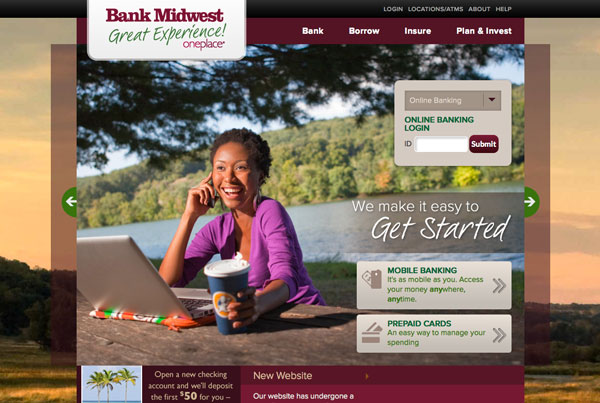 LOGIN LOCATIONS/ATMS ABOUT HELP
Bank Midwest
Great Experience!
oneplace
Bank Borrow Insure Plan & Invest
Online Banking
ONLINE BANKING
LOGIN
ID Submit
We make it easy to
Get Started
MOBILE BANKING
It's as mobile as you. Access
your money anywhere,
anytime.
PREPAID CARDS
An easy way to manage your
spending
Open a new checking
account and we'll deposit
the first $50 for you –
New Website
Our website has undergone a